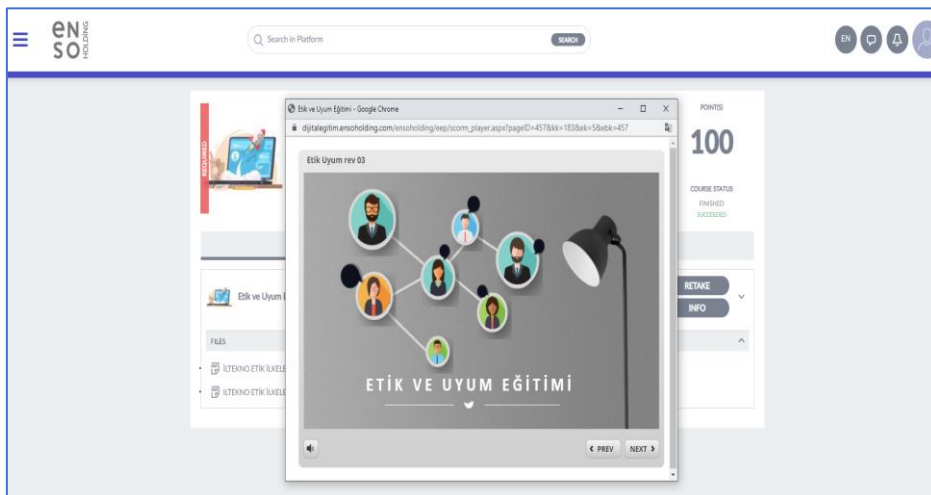 enso HOLDING
Search in Platform
SEARCH
EN
Etik ve Uyum Eğitimi - Google Chrome
dijitalegitim.ensoholding.com/ensoholding/eep/scorm_player.aspx?pageID=457&kk=183&ek=5&ebk=457
REQUIRED
Etik Uyum rev 03
ETİK VE UYUM EĞİTİMİ
PREV
NEXT
POINT(S)
100
COURSE STATUS
FINISHED
SUCCEEDED
Etik ve Uyum E
RETAKE
INFO
FILES
İLTEKNO ETİK İLKELE
İLTEKNO ETİK İLKELE